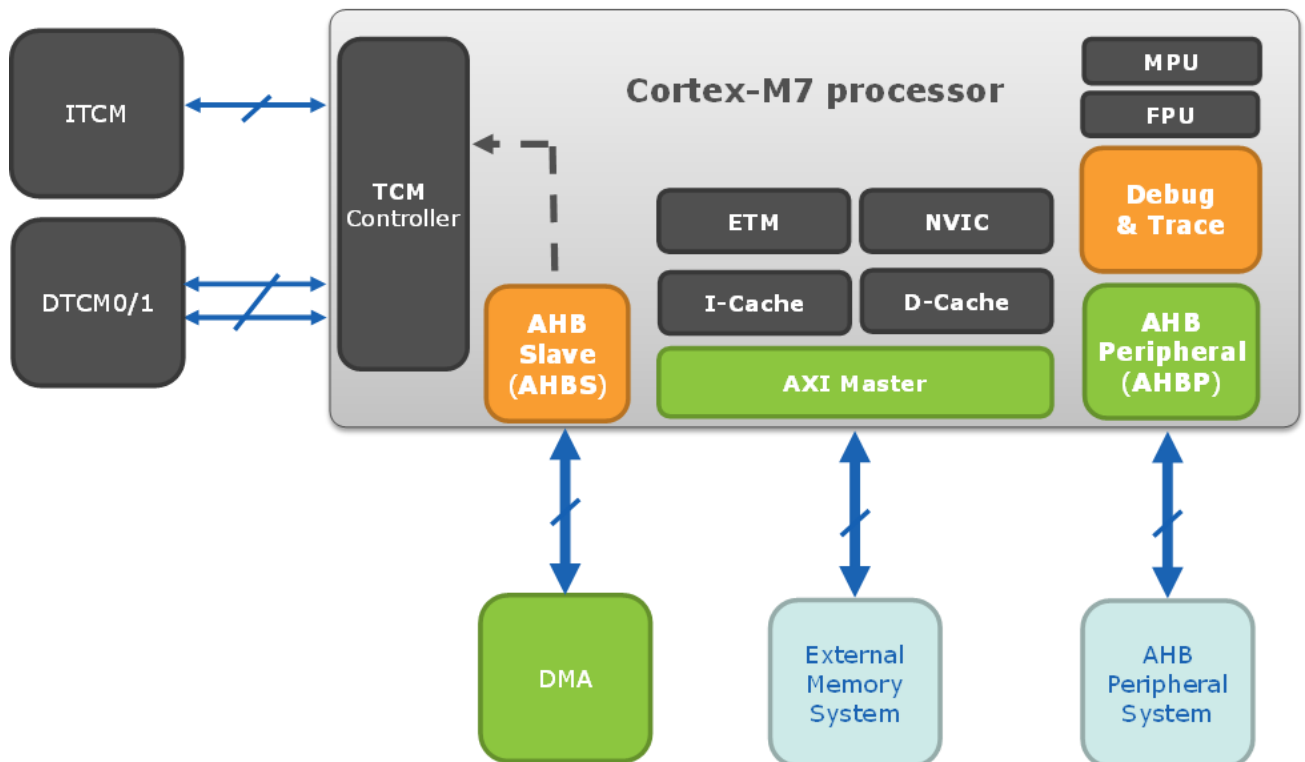 ITCM
DTCM0/1
TCM
Controller
Cortex-M7 processor
MPU
FPU
Debug
& Trace
ETM
NVIC
I-Cache
D-Cache
AHB
Slave
(AHBS)
AXI Master
AHB
Peripheral
(AHBP)
DMA
External
Memory
System
AHB
Peripheral
System